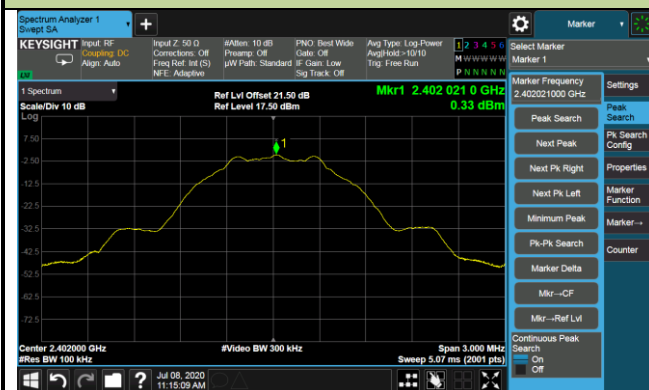 Spectrum Analyzer 1
Swept SA
+
Marker
KEYSIGHT
Input: RF
Coupling: DC
Align: Auto
Input Z: 50 Ω
Corrections: Off
Freq Ref: Int (S)
NFE: Adaptive
#Atten: 10 dB
Preamp: Off
µW Path: Standard
PNO: Best Wide
Gate: Off
IF Gain: Low
Sig Track: Off
Avg Type: Log-Power
Avg|Hold:>10/10
Trig: Free Run
1 2 3 4 5 6
M W W W W W
P N N N N N
Select Marker
Marker 1
LXI
1 Spectrum
Scale/Div 10 dB
Log
Ref Lvl Offset 21.50 dB
Ref Level 17.50 dBm
Mkr1 2.402 021 0 GHz
0.33 dBm
1
7.50
-2.50
-12.5
-22.5
-32.5
-42.5
-52.5
-62.5
-72.5
Center 2.402000 GHz
#Res BW 100 kHz
#Video BW 300 kHz
Span 3.000 MHz
Sweep 5.07 ms (2001 pts)
Marker Frequency
2.402021000 GHz
Peak Search
Next Peak
Next Pk Right
Next Pk Left
Minimum Peak
Pk-Pk Search
Marker Delta
Mkr→CF
Mkr→Ref Lvl
Continuous Peak
Search
On
Off
Settings
Peak
Search
Pk Search
Config
Properties
Marker
Function
Marker→
Counter
?
Jul 08, 2020
11:15:09 AM